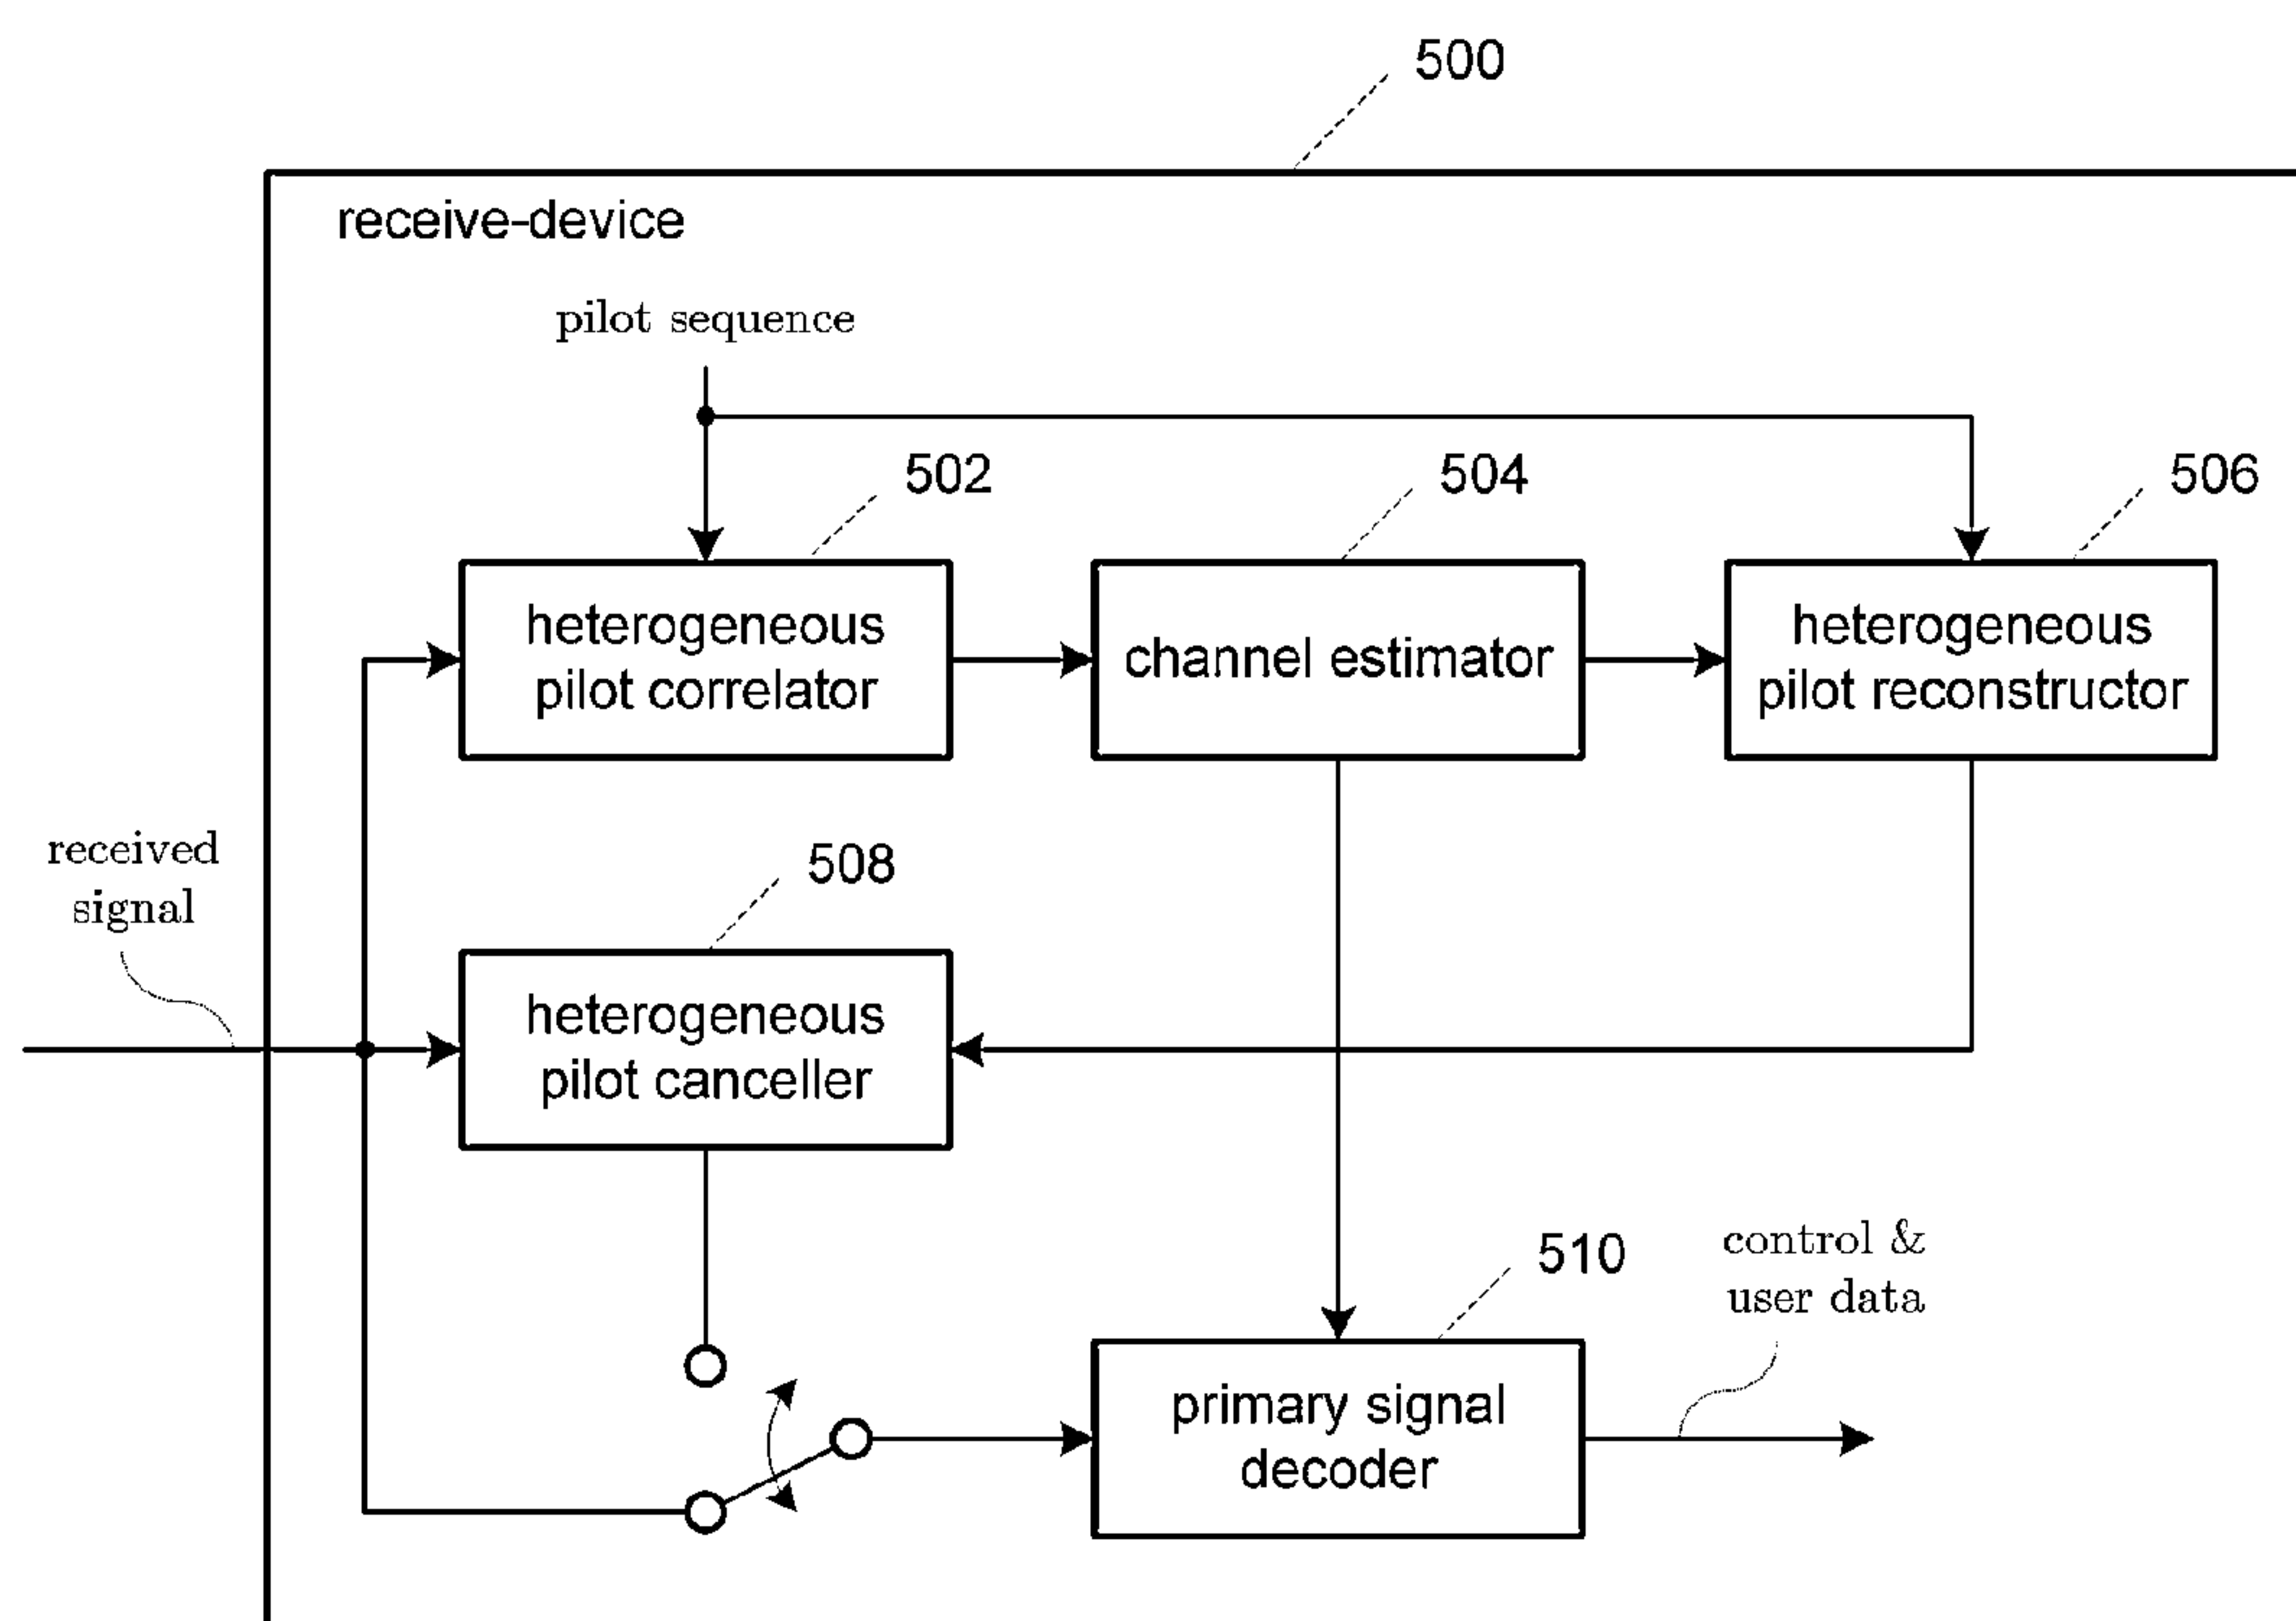 500
receive-device
pilot sequence
502
504
506
heterogeneous
pilot correlator
channel estimator
heterogeneous
pilot reconstructor
received
signal
508
heterogeneous
pilot canceller
510
control &
user data
primary signal
decoder